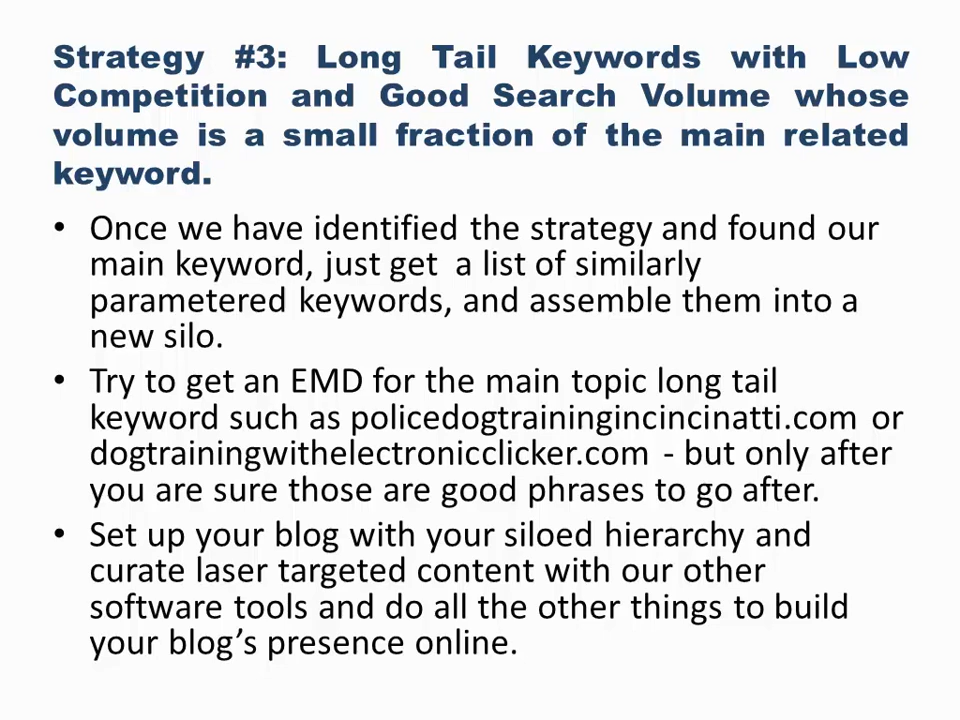 Strategy #3: Long Tail Keywords with Low
Competition and Good Search Volume whose
volume is a small fraction of the main related
keyword.
• Once we have identified the strategy and found our
main keyword, just get a list of similarly
parametered keywords, and assemble them into a
new silo.
• Try to get an EMD for the main topic long tail
keyword such as policedogtrainingincincinatti.com or
dogtrainingwithelectronicclicker.com - but only after
you are sure those are good phrases to go after.
• Set up your blog with your siloed hierarchy and
curate laser targeted content with our other
software tools and do all the other things to build
your blog’s presence online.